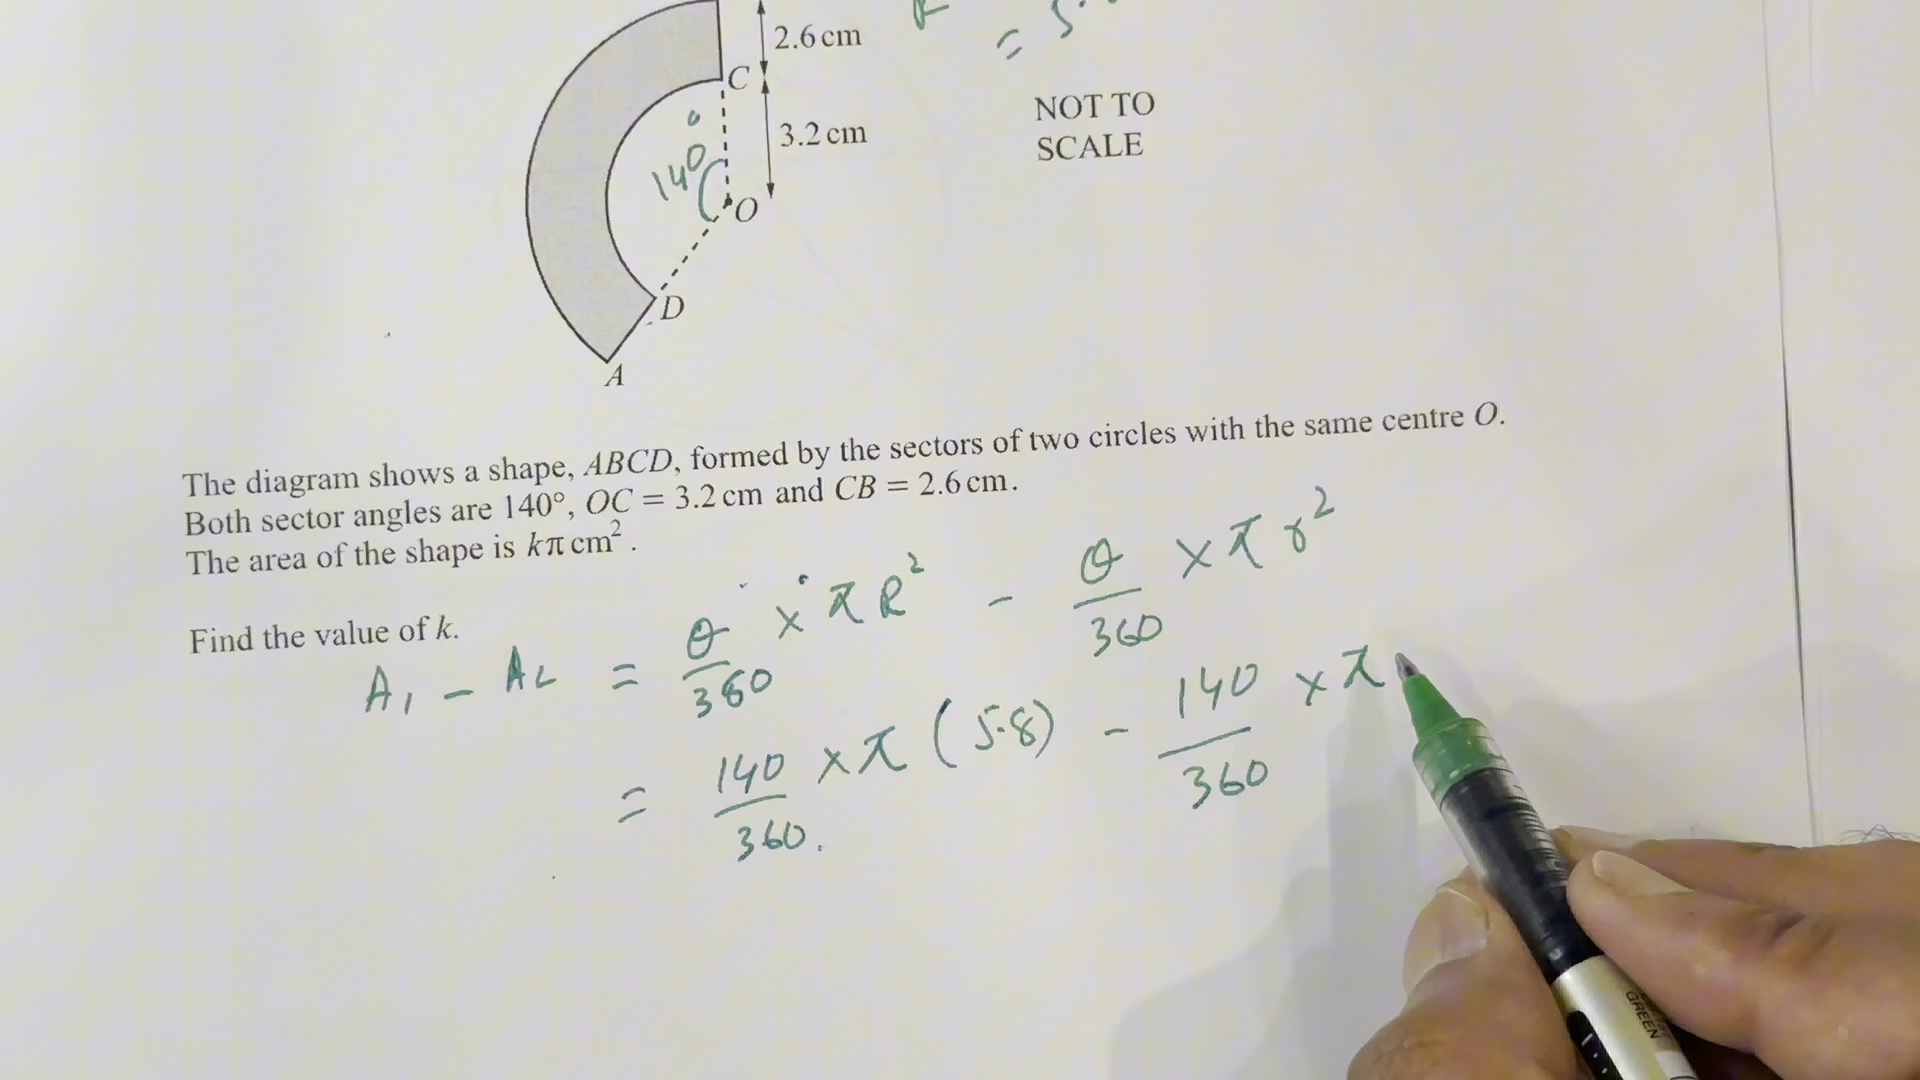 2.6 cm
= 5.
C
NOT TO
SCALE
3.2 cm
140°
O
D
A
The diagram shows a shape, ABCD, formed by the sectors of two circles with the same centre O.
Both sector angles are 140°, OC = 3.2 cm and CB = 2.6 cm.
The area of the shape is kπ cm².
Find the value of k.
A₁ - A₂ = θ/360 × πR² - θ/360 × πr²
= 140/360. × π (5.8) - 140/360 × π
GREEN